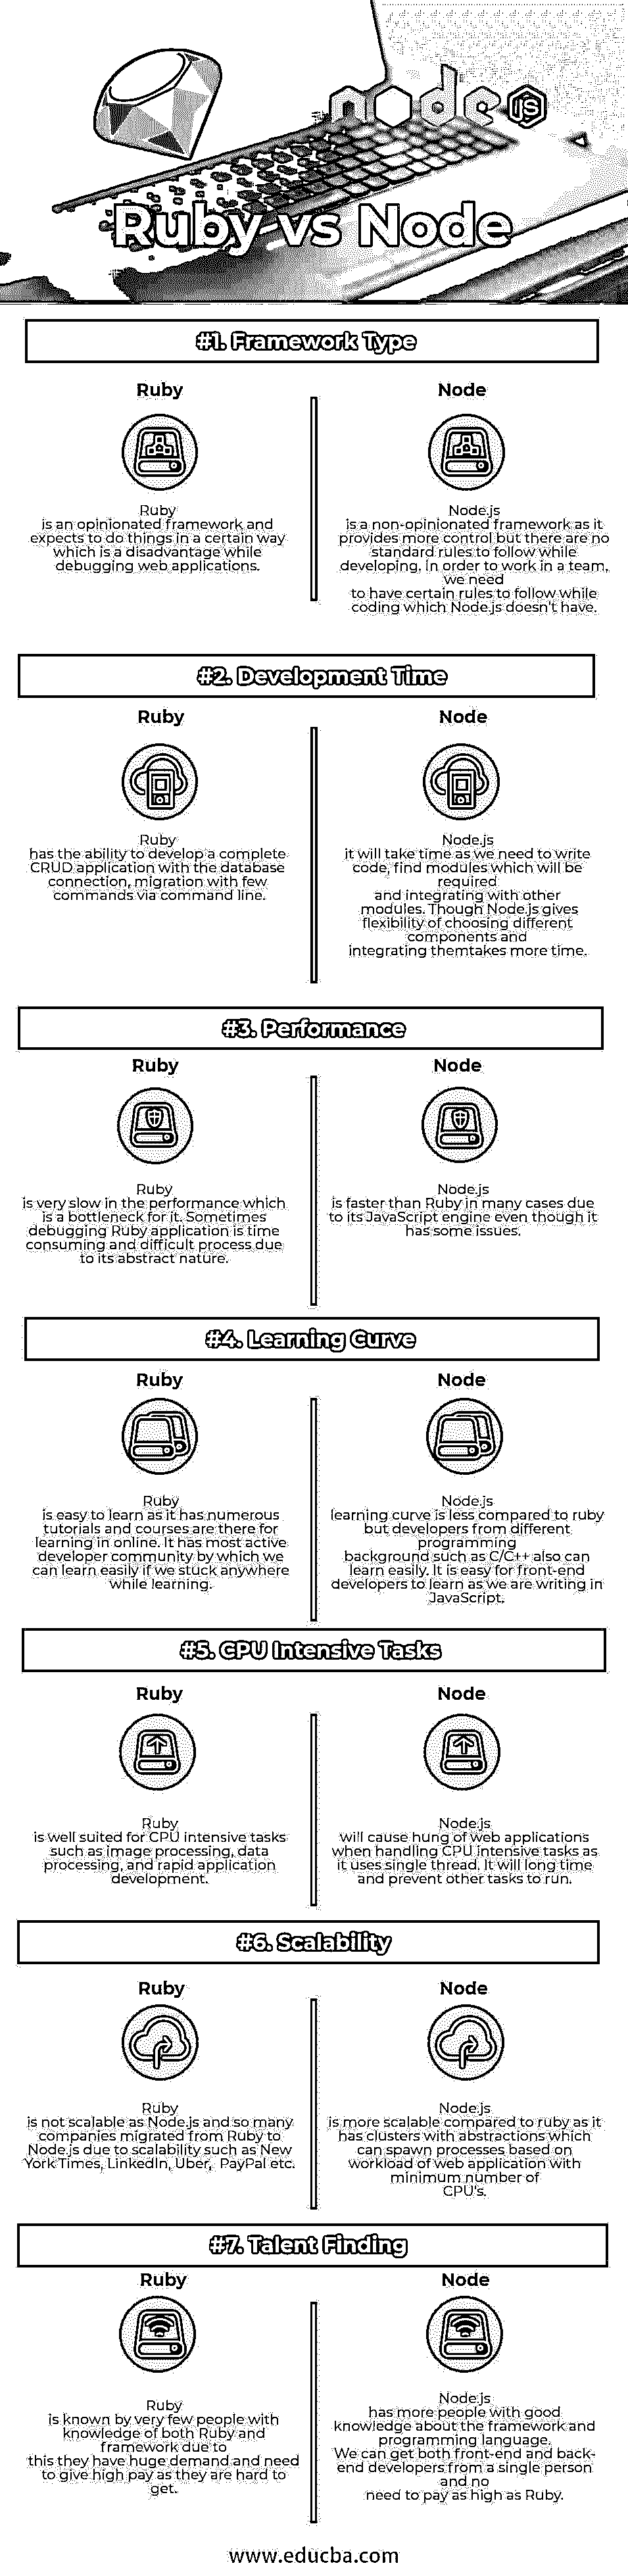 node JS
Ruby vs Node
#1. Framework Type
Ruby
Ruby
is an opinionated framework and
expects to do things in a certain way
which is a disadvantage while
debugging web applications.
Node
Node.js
is a non-opinionated framework as it
provides more control but there are no
standard rules to follow while
developing. In order to work in a team,
we need
to have certain rules to follow while
coding which Node.js doesn't have.
#2. Development Time
Ruby
Ruby
has the ability to develop a complete
CRUD application with the database
connection, migration with few
commands via command line.
Node
Node.js
it will take time as we need to write
code, find modules which will be
required
and integrating with other
modules. Though Node.js gives
flexibility of choosing different
components and
integrating themtakes more time.
#3. Performance
Ruby
Ruby
is very slow in the performance which
is a bottleneck for it. Sometimes
debugging Ruby application is time
consuming and difficult process due
to its abstract nature.
Node
Node.js
is faster than Ruby in many cases due
to its JavaScript engine even though it
has some issues.
#4. Learning Curve
Ruby
Ruby
is easy to learn as it has numerous
tutorials and courses are there for
learning in online. It has most active
developer community by which we
can learn easily if we stuck anywhere
while learning.
Node
Node.js
learning curve is less compared to ruby
but developers from different
programming
background such as C/C++ also can
learn easily. It is easy for front-end
developers to learn as we are writing in
JavaScript.
#5. CPU Intensive Tasks
Ruby
Ruby
is well suited for CPU intensive tasks
such as image processing, data
processing, and rapid application
development.
Node
Node.js
will cause hung of web applications
when handling CPU intensive tasks as
it uses single thread. It will long time
and prevent other tasks to run.
#6. Scalability
Ruby
Ruby
is not scalable as Node.js and so many
companies migrated from Ruby to
Node.js due to scalability such as New
York Times, LinkedIn, Uber, PayPal etc.
Node
Node.js
is more scalable compared to ruby as it
has clusters with abstractions which
can spawn processes based on
workload of web application with
minimum number of
CPU's.
#7. Talent Finding
Ruby
Ruby
is known by very few people with
knowledge of both Ruby and
framework due to
this they have huge demand and need
to give high pay as they are hard to
get.
Node
Node.js
has more people with good
knowledge about the framework and
programming language.
We can get both front-end and back-
end developers from a single person
and no
need to pay as high as Ruby.
www.educba.com